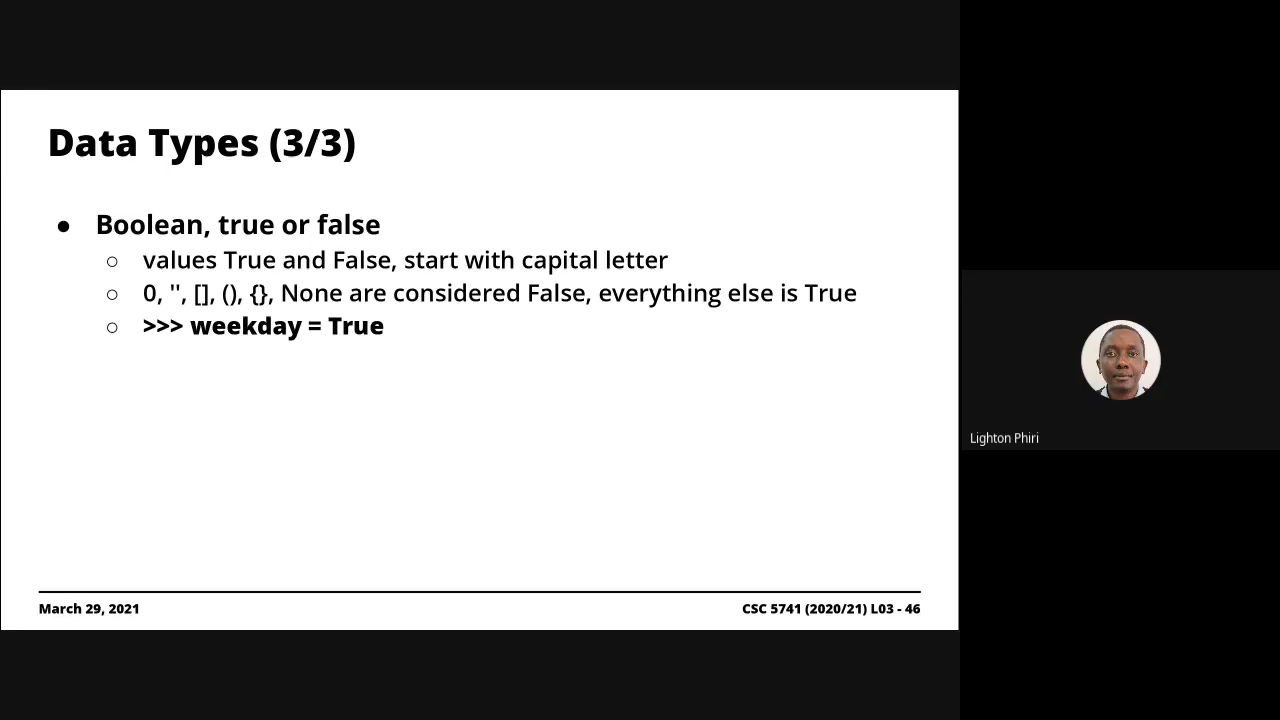 Data Types (3/3)
● Boolean, true or false
○ values True and False, start with capital letter
○ 0, '', [], (), {}, None are considered False, everything else is True
○ >>> weekday = True
Lighton Phiri
March 29, 2021
CSC 5741 (2020/21) L03 - 46